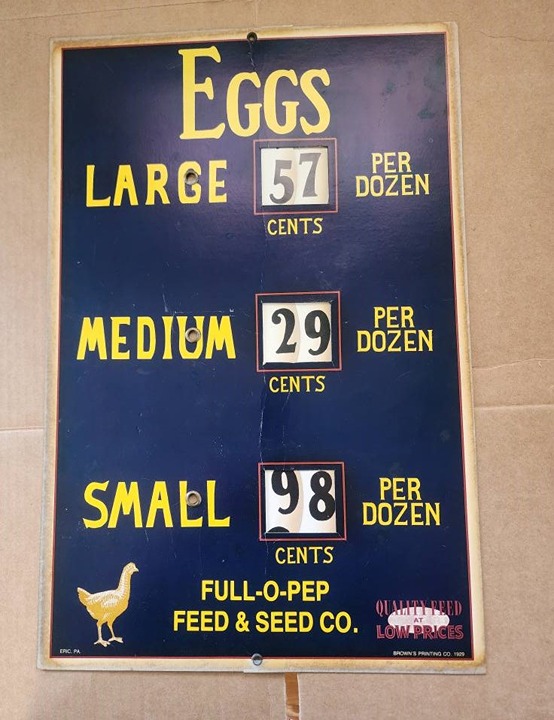 EGGS
LARGE 57 PER DOZEN
CENTS
MEDIUM 29 PER DOZEN
CENTS
SMALL 98 PER DOZEN
CENTS
FULL-O-PEP
FEED & SEED CO.
QUALITY FEED
AT
LOW PRICES
ERIC, PA.
BROWN'S PRINTING CO. 1929